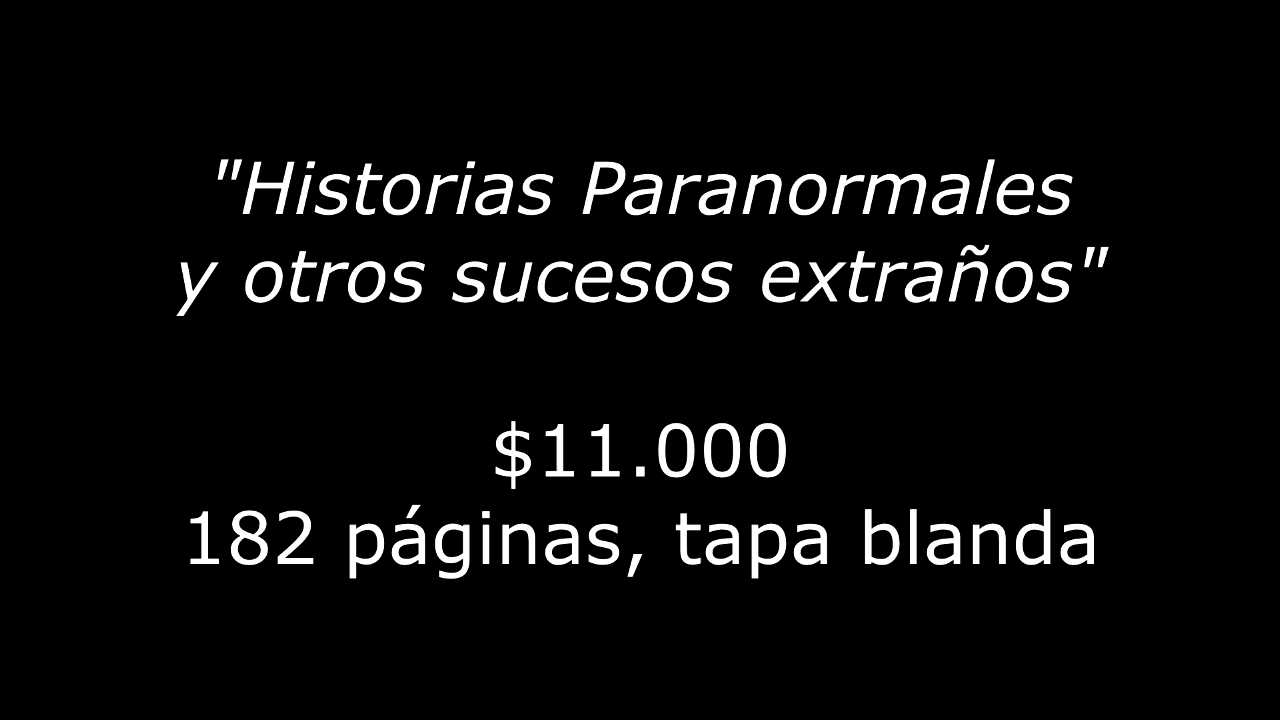 "Historias Paranormales
y otros sucesos extraños"
$11.000
182 páginas, tapa blanda